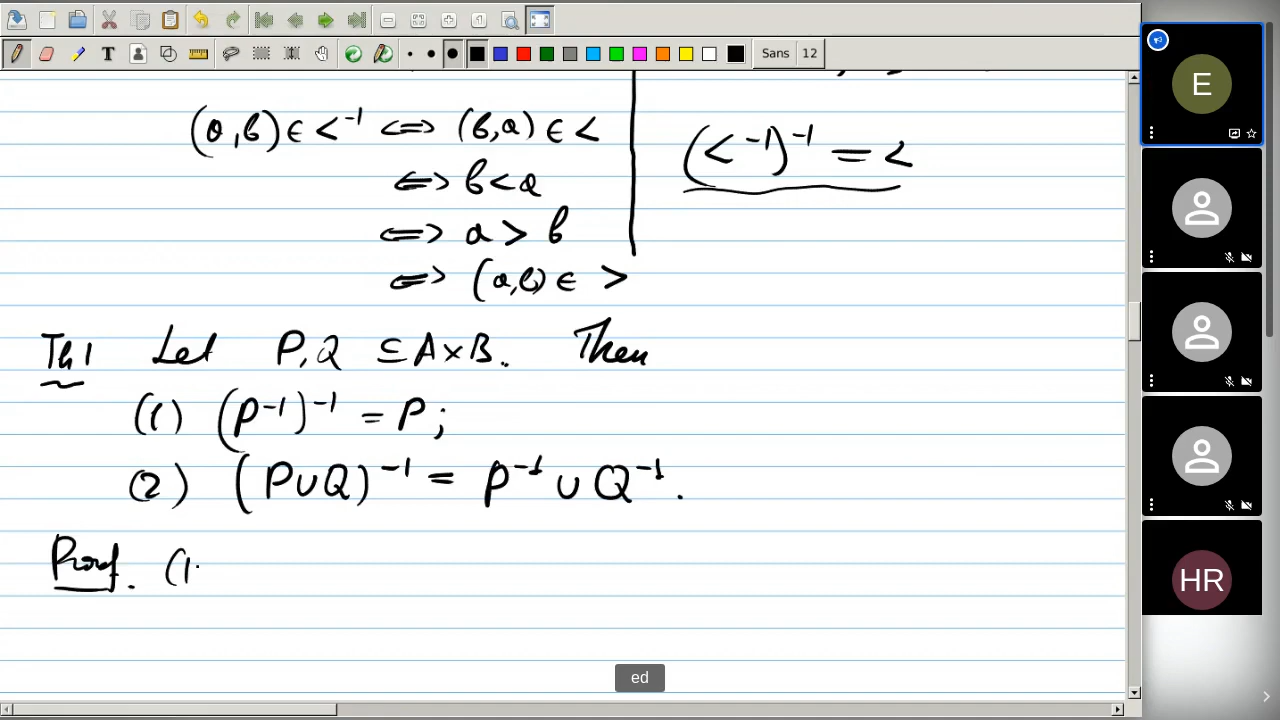 Sans 12
(a,b) ∈ <⁻¹ ⇔ (b,a) ∈ <
⇔ b < a
⇔ a > b
⇔ (a,b) ∈ >
(<⁻¹)⁻¹ = <
Th1 Let P, Q ⊆ A × B. Then
(1) (P⁻¹)⁻¹ = P;
(2) (P∪Q)⁻¹ = P⁻¹ ∪ Q⁻¹.
Proof. (1
ed
E
HR